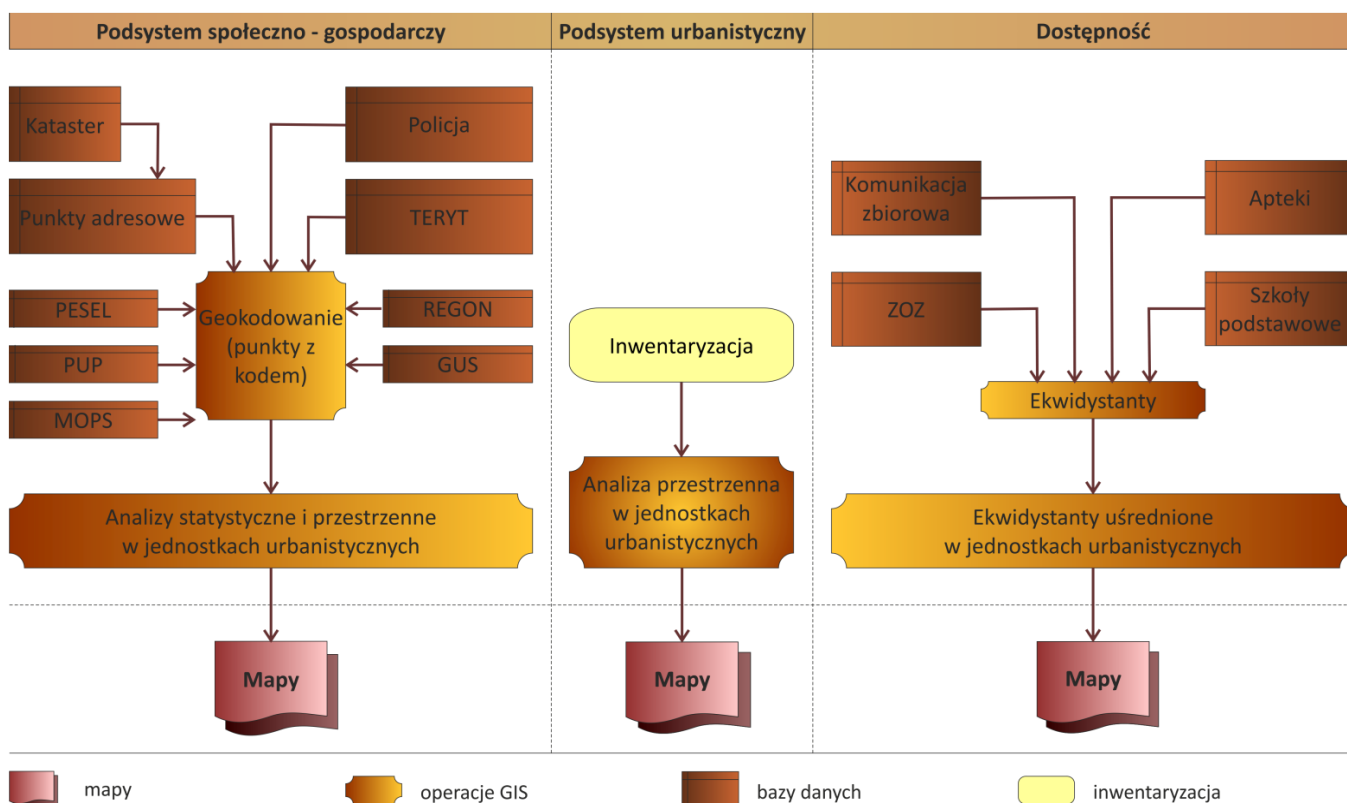 Podsystem społeczno - gospodarczy
Podsystem urbanistyczny
Dostępność
Kataster
Policja
Punkty adresowe
TERYT
PESEL
PUP
MOPS
Geokodowanie
(punkty z
kodem)
REGON
GUS
Analizy statystyczne i przestrzenne
w jednostkach urbanistycznych
Mapy
Inwentaryzacja
Analiza przestrzenna
w jednostkach
urbanistycznych
Mapy
Komunikacja
zbiorowa
Apteki
ZOZ
Szkoły
podstawowe
Ekwidystanty
Ekwidystanty uśrednione
w jednostkach urbanistycznych
Mapy
mapy
operacje GIS
bazy danych
inwentaryzacja